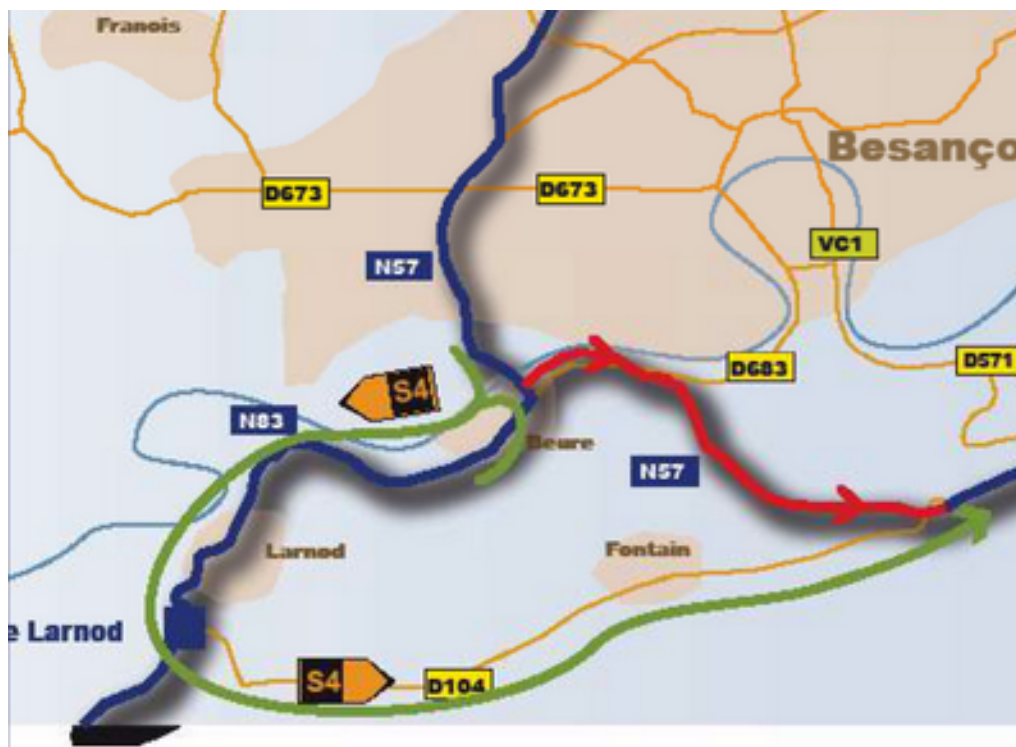 Franois
Besanço
D673
D673
VC1
N57
D683
D571
S4
N83
Beure
N57
Larnod
Fontain
e Larnod
S4
D104